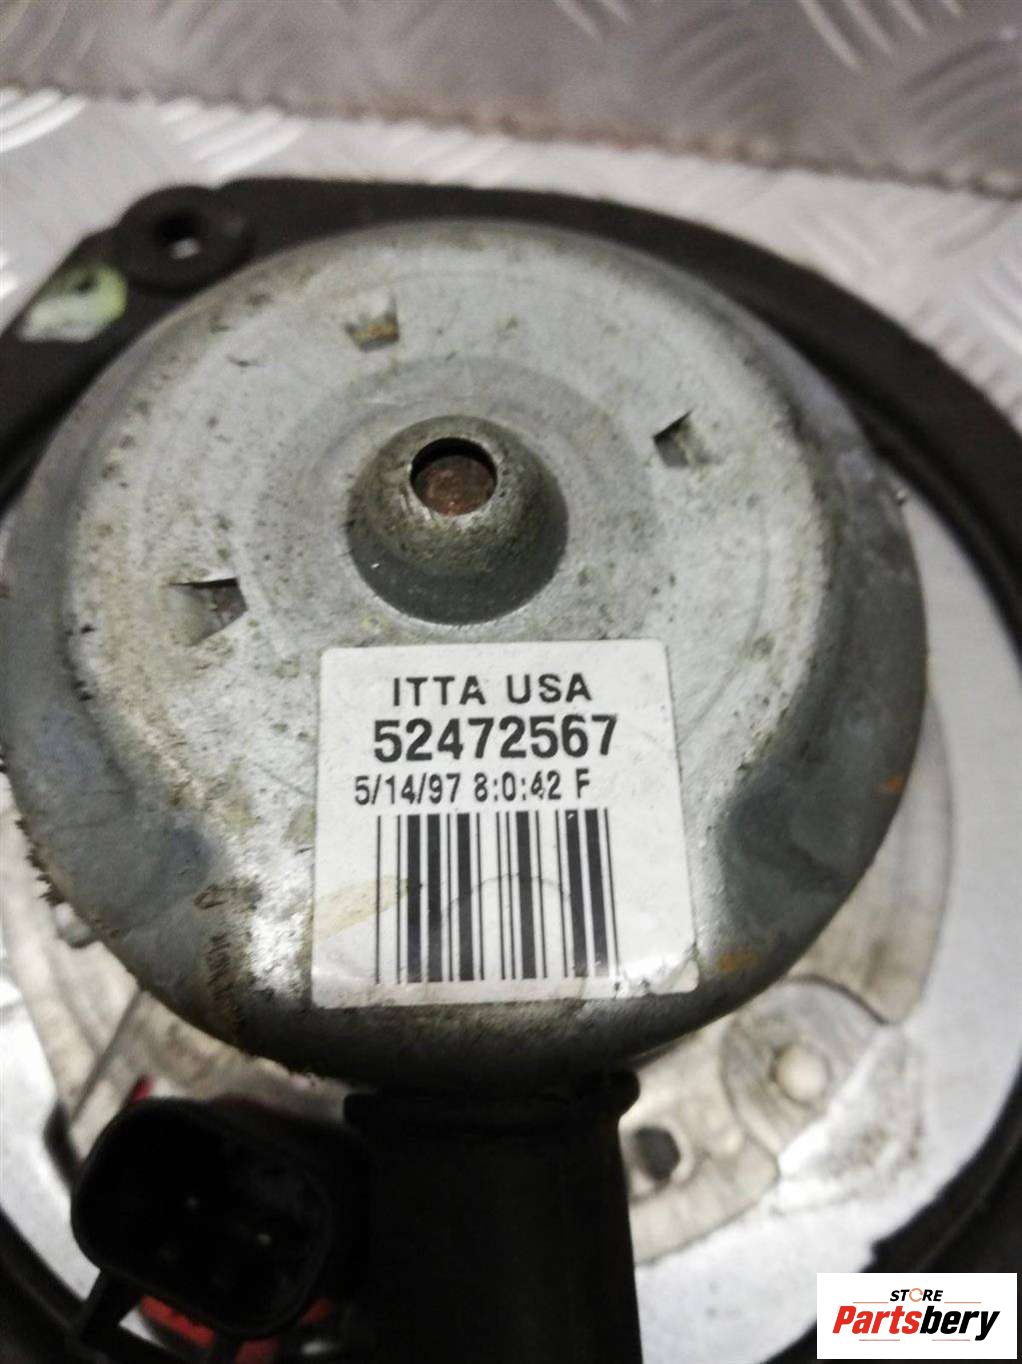 ITTA USA
52472567
5/14/97 8:0:42 F
STORE
Partsbery